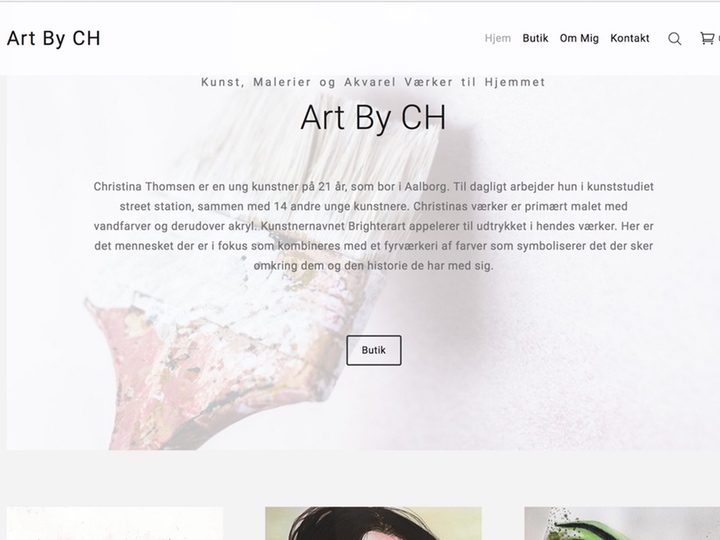 Art By CH
Hjem Butik Om Mig Kontakt
Kunst, Malerier og Akvarel Værker til Hjemmet
Art By CH
Christina Thomsen er en ung kunstner på 21 år, som bor i Aalborg. Til dagligt arbejder hun i kunststudiet
street station, sammen med 14 andre unge kunstnere. Christinas værker er primært malet med
vandfarver og derudover akryl. Kunstnernavnet Brighterart appelerer til udtrykket i hendes værker. Her er
det mennesket der er i fokus som kombineres med et fyrværkeri af farver som symboliserer det der sker
omkring dem og den historie de har med sig.
Butik